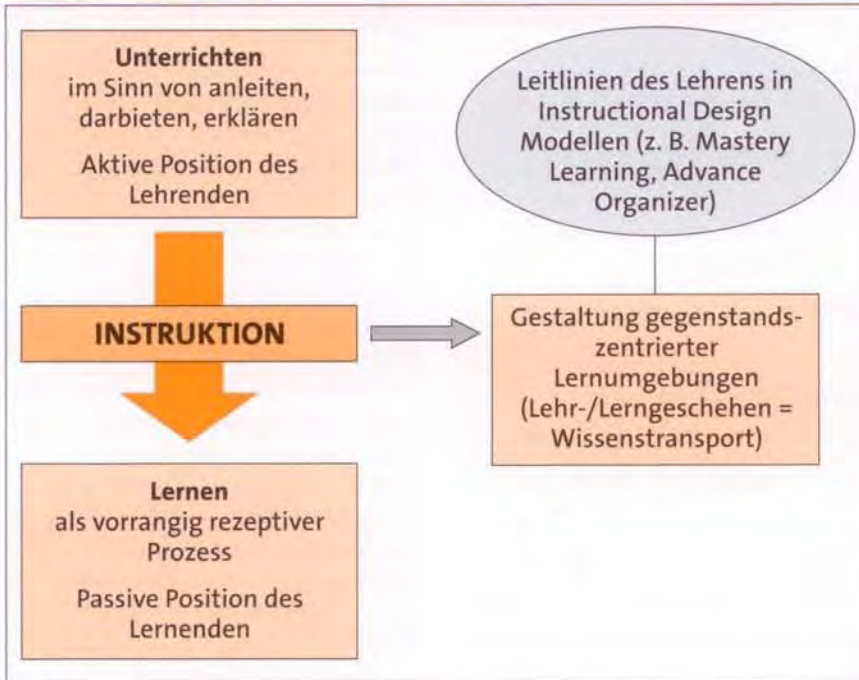 Unterrichten
im Sinn von anleiten,
darbieten, erklären
Aktive Position des
Lehrenden
INSTRUKTION
Lernen
als vorrangig rezeptiver
Prozess
Passive Position des
Lernenden
Leitlinien des Lehrens in
Instructional Design
Modellen (z. B. Mastery
Learning, Advance
Organizer)
Gestaltung gegenstands-
zentrierter
Lernumgebungen
(Lehr-/Lerngeschehen =
Wissenstransport)